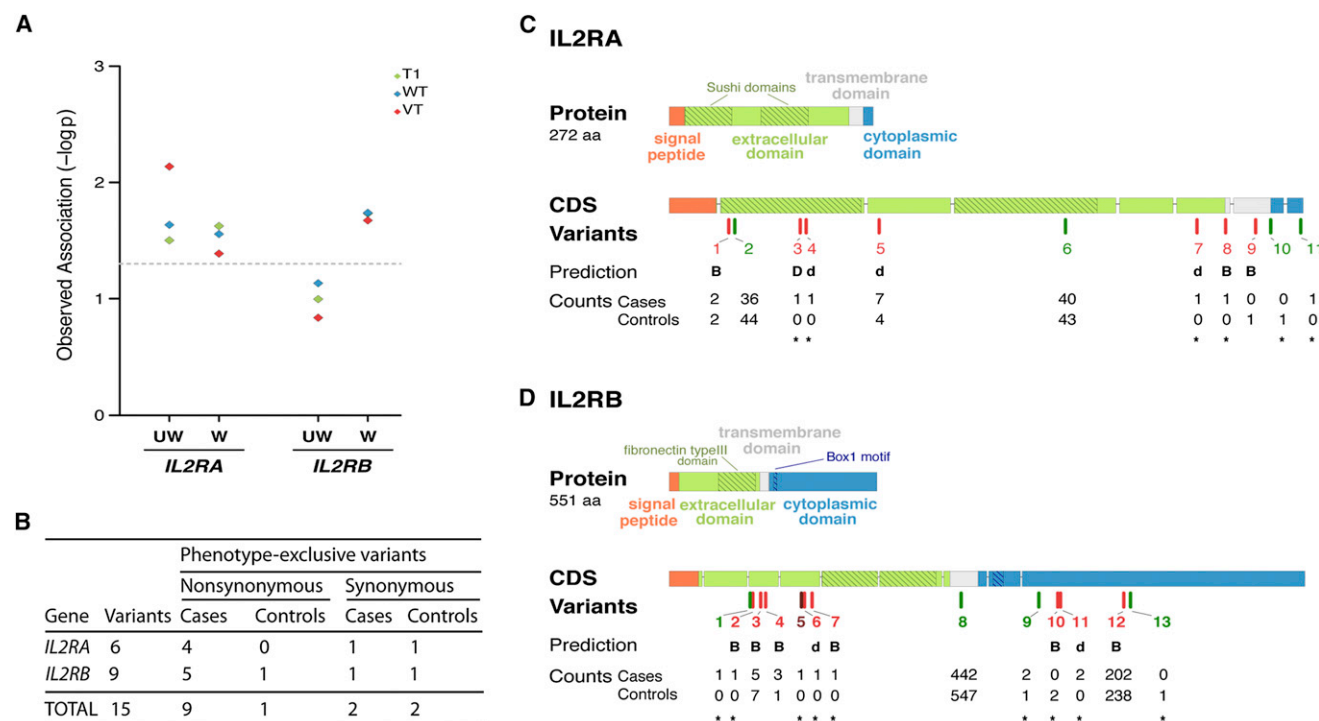 A
3
2
1
0
Observed Association (–logp)
T1
WT
VT
UW W UW W
IL2RA IL2RB
B
Phenotype-exclusive variants
Nonsynonymous Synonymous
Gene Variants Cases Controls Cases Controls
IL2RA 6 4 0 1 1
IL2RB 9 5 1 1 1
TOTAL 15 9 1 2 2
C IL2RA
Sushi domains
transmembrane
domain
Protein
272 aa
signal
peptide
extracellular
domain
cytoplasmic
domain
CDS
Variants
1 2 3 4 5 6 7 8 9 10 11
Prediction B D d d d B B
Counts Cases 2 36 1 1 7 40 1 1 0 0 1
Controls 2 44 0 0 4 43 0 0 1 1 0
* * * * *
D IL2RB
fibronectin typeIII
domain
transmembrane
domain
Box1 motif
Protein
551 aa
signal
peptide
extracellular
domain
cytoplasmic
domain
CDS
Variants
1 2 3 4 5 6 7 8 9 10 11 12 13
Prediction B B B d B B d B
Counts Cases 1 1 5 3 1 1 1 442 2 0 2 202 0
Controls 0 0 7 1 0 0 0 547 1 2 0 238 1
* * * * * * * * *